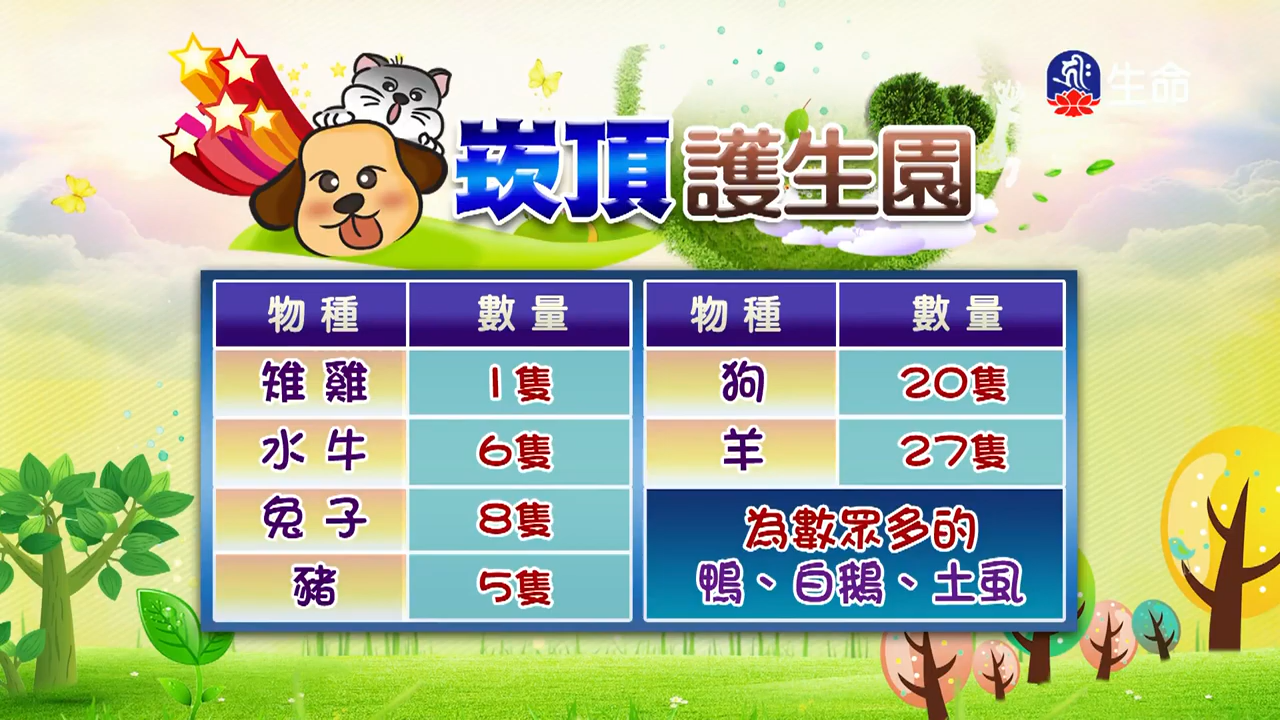 生命
崁頂護生園
物種 數量 物種 數量
雉雞 1隻 狗 20隻
水牛 6隻 羊 27隻
兔子 8隻
豬 5隻
為數眾多的
鴨、白鵝、土虱